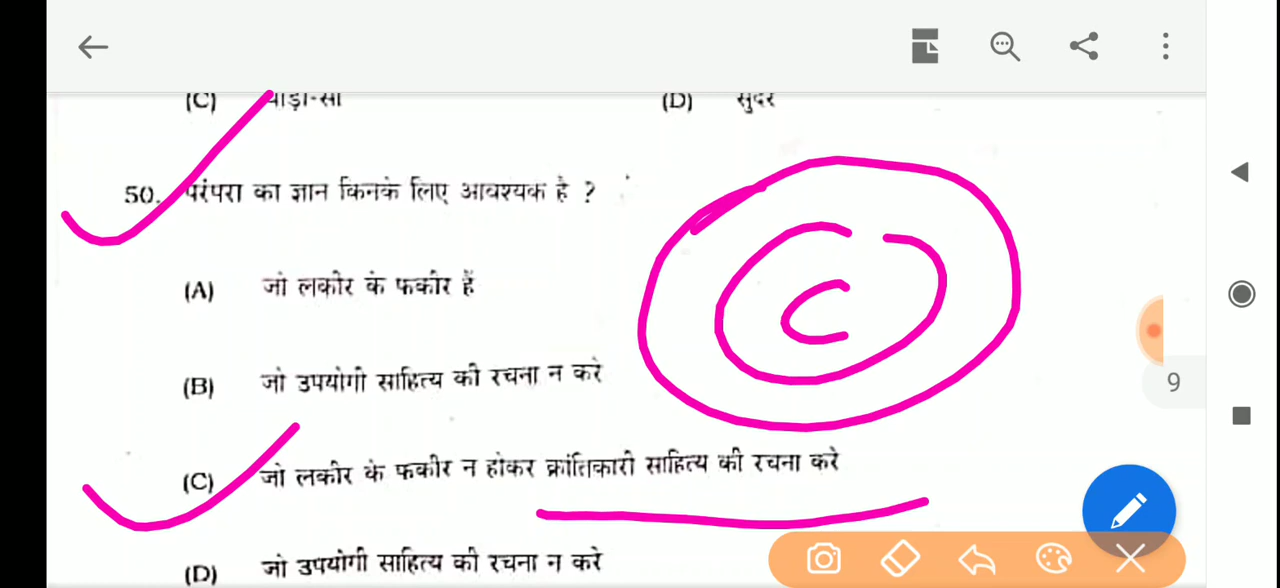 (C) थोड़ा-सा (D) सुंदर
50. परंपरा का ज्ञान किनके लिए आवश्यक है ?
(A) जो लकीर के फकीर हैं
(B) जो उपयोगी साहित्य की रचना न करे
(C) जो लकीर के फकीर न होकर क्रांतिकारी साहित्य की रचना करे
(D) जो उपयोगी साहित्य की रचना न करे
C
9